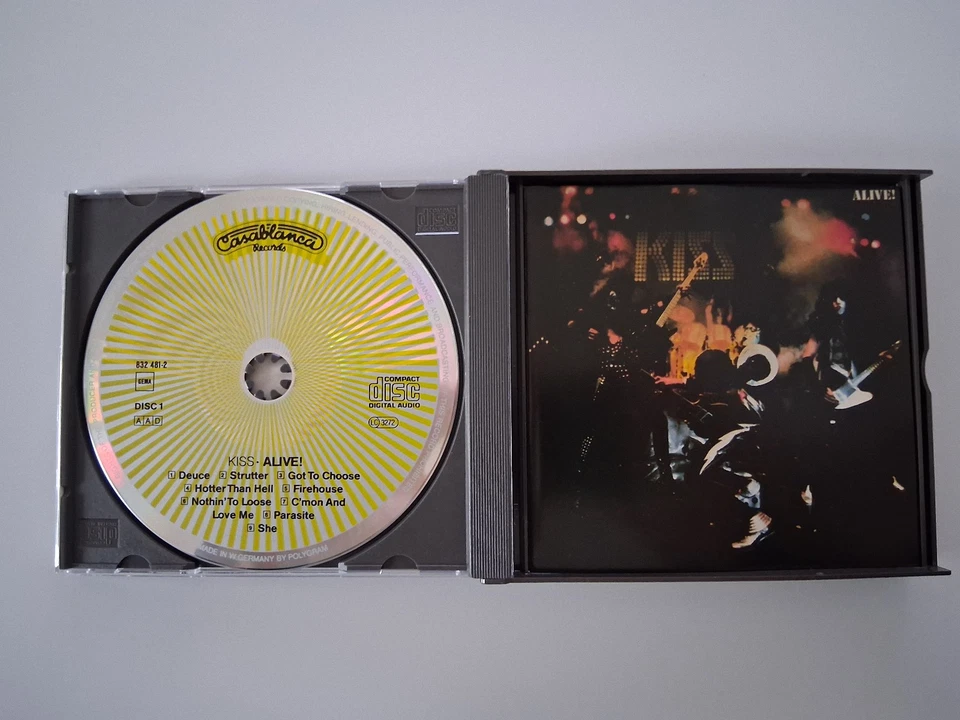 Casablanca
Records
832 481-2
GEMA
DISC 1
A A D
COMPACT
disc
DIGITAL AUDIO
LC 3272
KISS · ALIVE!
1 Deuce 2 Strutter 3 Got To Choose
4 Hotter Than Hell 5 Firehouse
6 Nothin' To Loose 7 C'mon And
Love Me 8 Parasite
9 She
MADE IN W. GERMANY BY POLYGRAM
ALIVE!
KISS